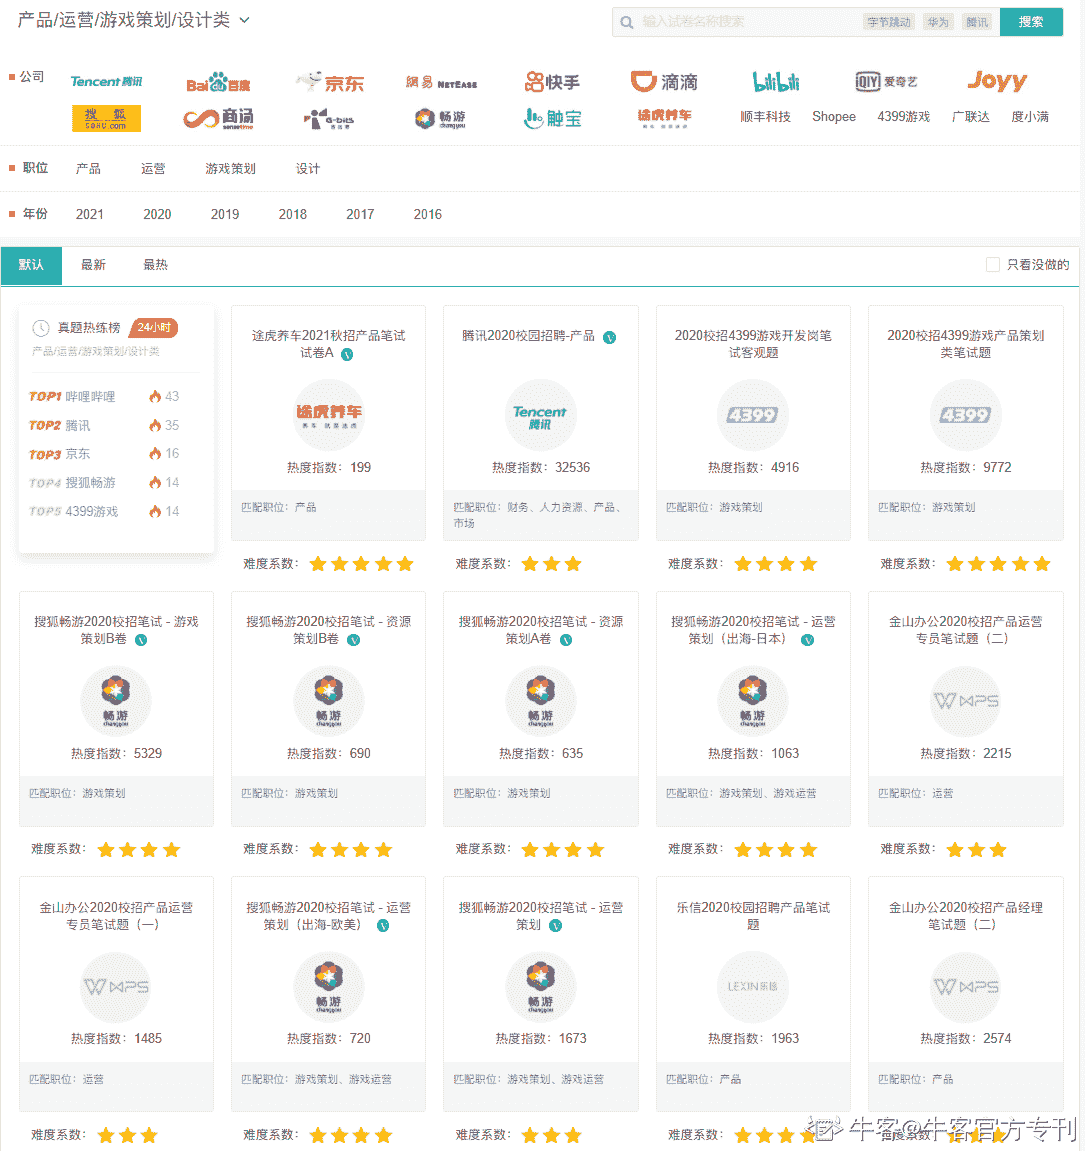 产品/运营/游戏策划/设计类
输入试卷名称搜索 字节跳动 华为 腾讯 搜索
公司 Tencent 腾讯 Bai百度 京东 網易 NETEASE 快手 滴滴 bilibili iQIYI 爱奇艺 Joyy
搜狐 SOHU.com 商汤 sensetime G-bits 畅游 changyou 触宝 途虎养车 顺丰科技 Shopee 4399游戏 广联达 度小满
职位 产品 运营 游戏策划 设计
年份 2021 2020 2019 2018 2017 2016
默认 最新 最热 只看没做的
真题热练榜 24小时
产品/运营/游戏策划/设计类
TOP1 哔哩哔哩 43
TOP2 腾讯 35
TOP3 京东 16
TOP4 搜狐畅游 14
TOP5 4399游戏 14
途虎养车2021秋招产品笔试
试卷A
途虎养车
热度指数：199
匹配职位：产品
难度系数：
腾讯2020校园招聘-产品
Tencent
腾讯
热度指数：32536
匹配职位：财务、人力资源、产品、
市场
难度系数：
2020校招4399游戏开发岗笔
试客观题
4399
热度指数：4916
匹配职位：游戏策划
难度系数：
2020校招4399游戏产品策划
类笔试题
4399
热度指数：9772
匹配职位：游戏策划
难度系数：
搜狐畅游2020校招笔试 - 游戏
策划B卷
畅游
changyou
热度指数：5329
匹配职位：游戏策划
难度系数：
搜狐畅游2020校招笔试 - 资源
策划B卷
畅游
changyou
热度指数：690
匹配职位：游戏策划
难度系数：
搜狐畅游2020校招笔试 - 资源
策划A卷
畅游
changyou
热度指数：635
匹配职位：游戏策划
难度系数：
搜狐畅游2020校招笔试 - 运营
策划（出海-日本）
畅游
changyou
热度指数：1063
匹配职位：游戏策划、游戏运营
难度系数：
金山办公2020校招产品运营
专员笔试题（二）
WPS
热度指数：2215
匹配职位：运营
难度系数：
金山办公2020校招产品运营
专员笔试题（一）
WPS
热度指数：1485
匹配职位：运营
难度系数：
搜狐畅游2020校招笔试 - 运营
策划（出海-欧美）
畅游
changyou
热度指数：720
匹配职位：游戏策划、游戏运营
难度系数：
搜狐畅游2020校招笔试 - 运营
策划
畅游
changyou
热度指数：1673
匹配职位：游戏策划、游戏运营
难度系数：
乐信2020校园招聘产品笔试
题
LEXIN乐信
热度指数：1963
匹配职位：产品
难度系数：
金山办公2020校招产品经理
笔试题（二）
WPS
热度指数：2574
匹配职位：产品
难度系数：
牛客@牛客官方专刊